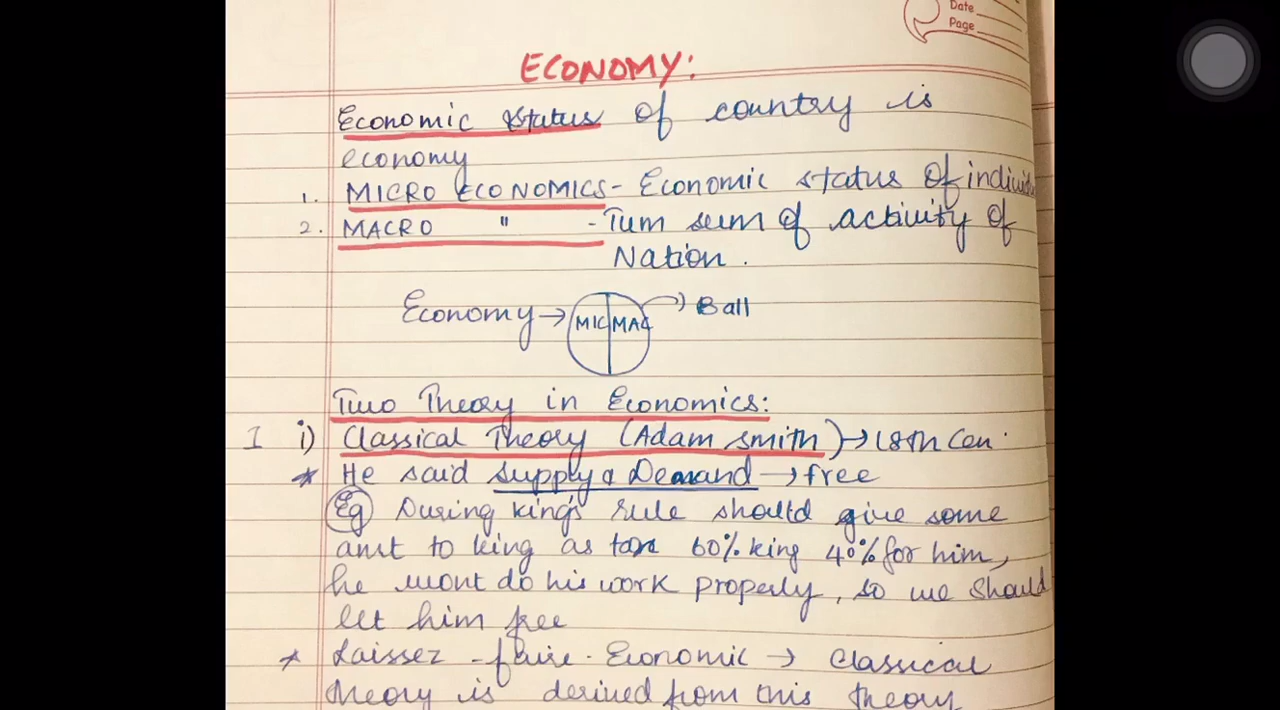 Date
Page
ECONOMY:
Economic status of country is
economy
1. MICRO ECONOMICS - Economic status of individu
2. MACRO " - Tum sum of activity of
Nation.
Economy → MIC MAC Ball
Two Theory in Economics:
I i) Classical Theory (Adam smith) → 18th Cen.
* He said supply & Demand → free
Eg During king's rule should give some
amt to king as tax 60% king 40% for him,
he wont do his work properly, so we should
let him free
* Laissez - faire - Economic → Classical
theory is derived from this theory